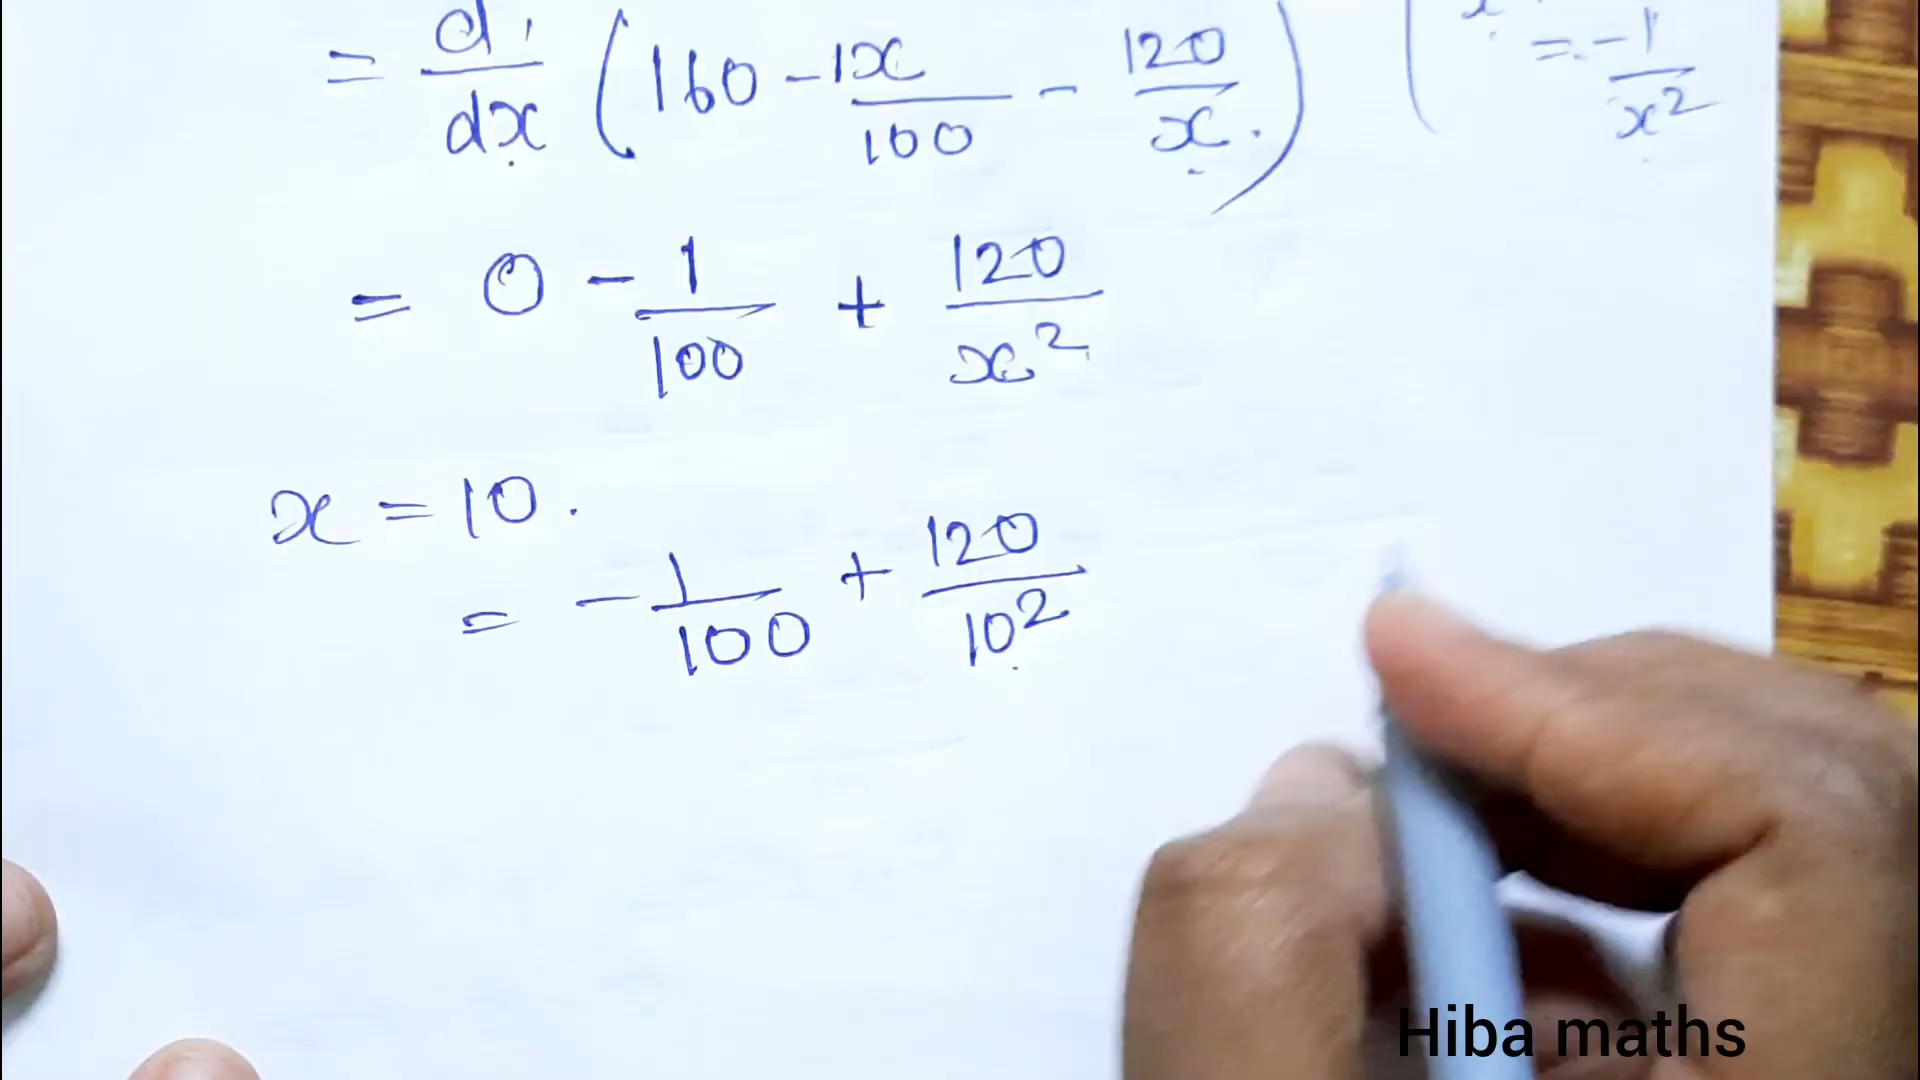 = d/dx (160 - 1x/100 - 120/x.)
= -1/x²
= 0 - 1/100 + 120/x²
x = 10.
= - 1/100 + 120/10²
Hiba maths